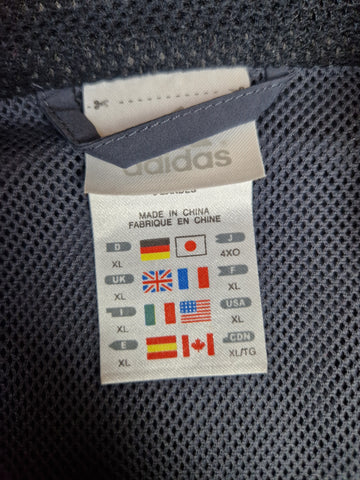 adidas
MADE IN CHINA
FABRIQUE EN CHINE
D J
XL 4XO
UK F
XL XL
I USA
XL XL
E CDN
XL XL/TG